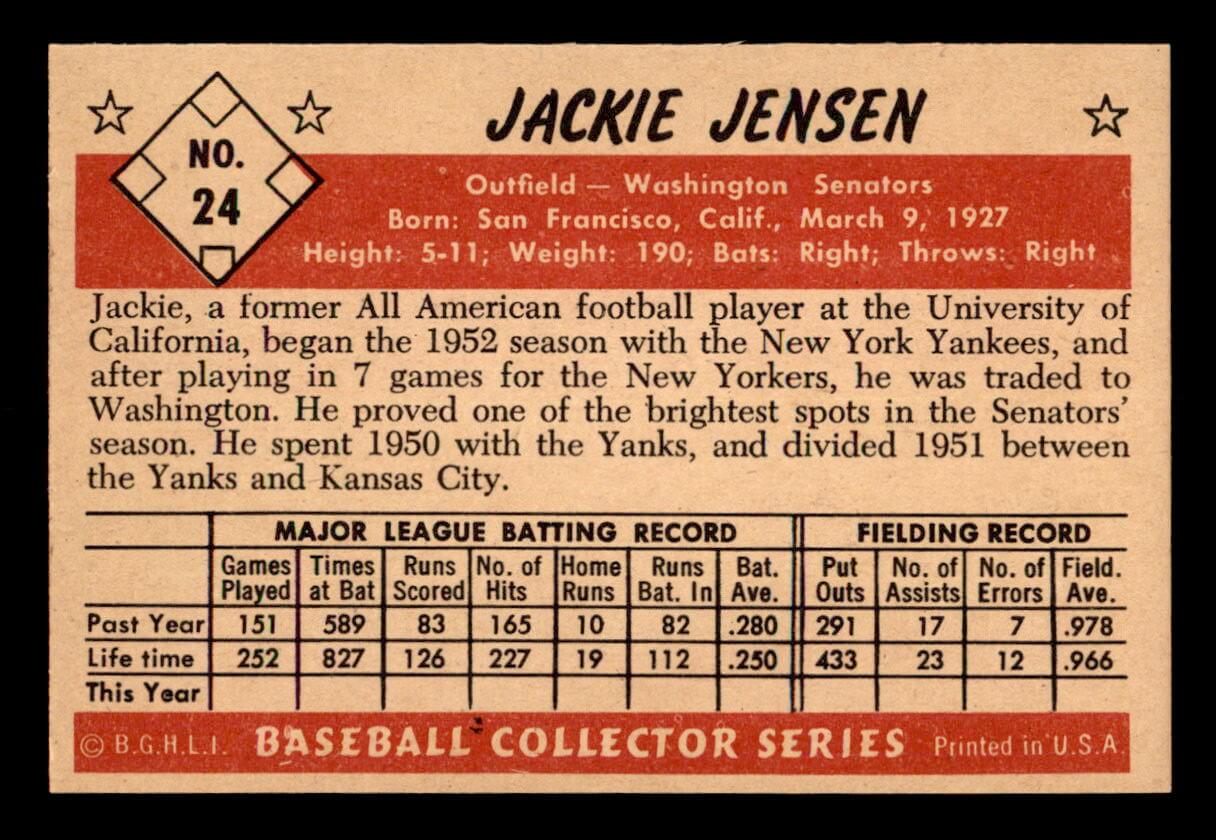 NO.
24
JACKIE JENSEN
Outfield — Washington Senators
Born: San Francisco, Calif., March 9, 1927
Height: 5-11; Weight: 190; Bats: Right; Throws: Right
Jackie, a former All American football player at the University of
California, began the 1952 season with the New York Yankees, and
after playing in 7 games for the New Yorkers, he was traded to
Washington. He proved one of the brightest spots in the Senators'
season. He spent 1950 with the Yanks, and divided 1951 between
the Yanks and Kansas City.
MAJOR LEAGUE BATTING RECORD FIELDING RECORD
Games Times Runs No. of Home Runs Bat. Put No. of No. of Field.
Played at Bat Scored Hits Runs Bat. In Ave. Outs Assists Errors Ave.
Past Year 151 589 83 165 10 82 .280 291 17 7 .978
Life time 252 827 126 227 19 112 .250 433 23 12 .966
This Year
© B.G.H.L.I. BASEBALL COLLECTOR SERIES Printed in U.S.A.